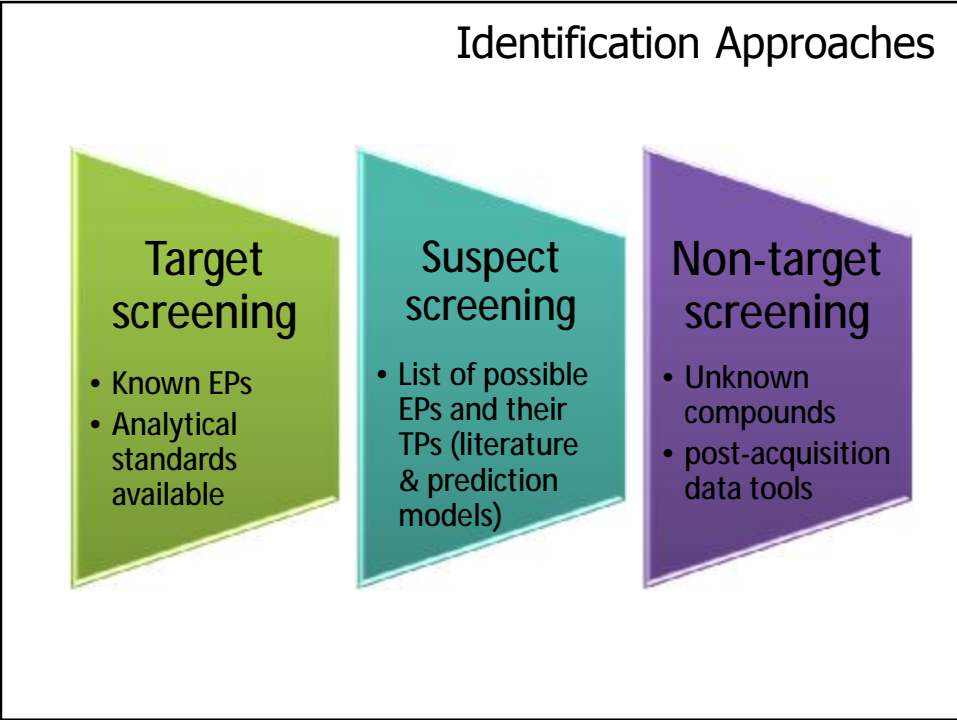 Identification Approaches
Target
screening
• Known EPs
• Analytical
standards
available
Suspect
screening
• List of possible
EPs and their
TPs (literature
& prediction
models)
Non-target
screening
• Unknown
compounds
• post-acquisition
data tools